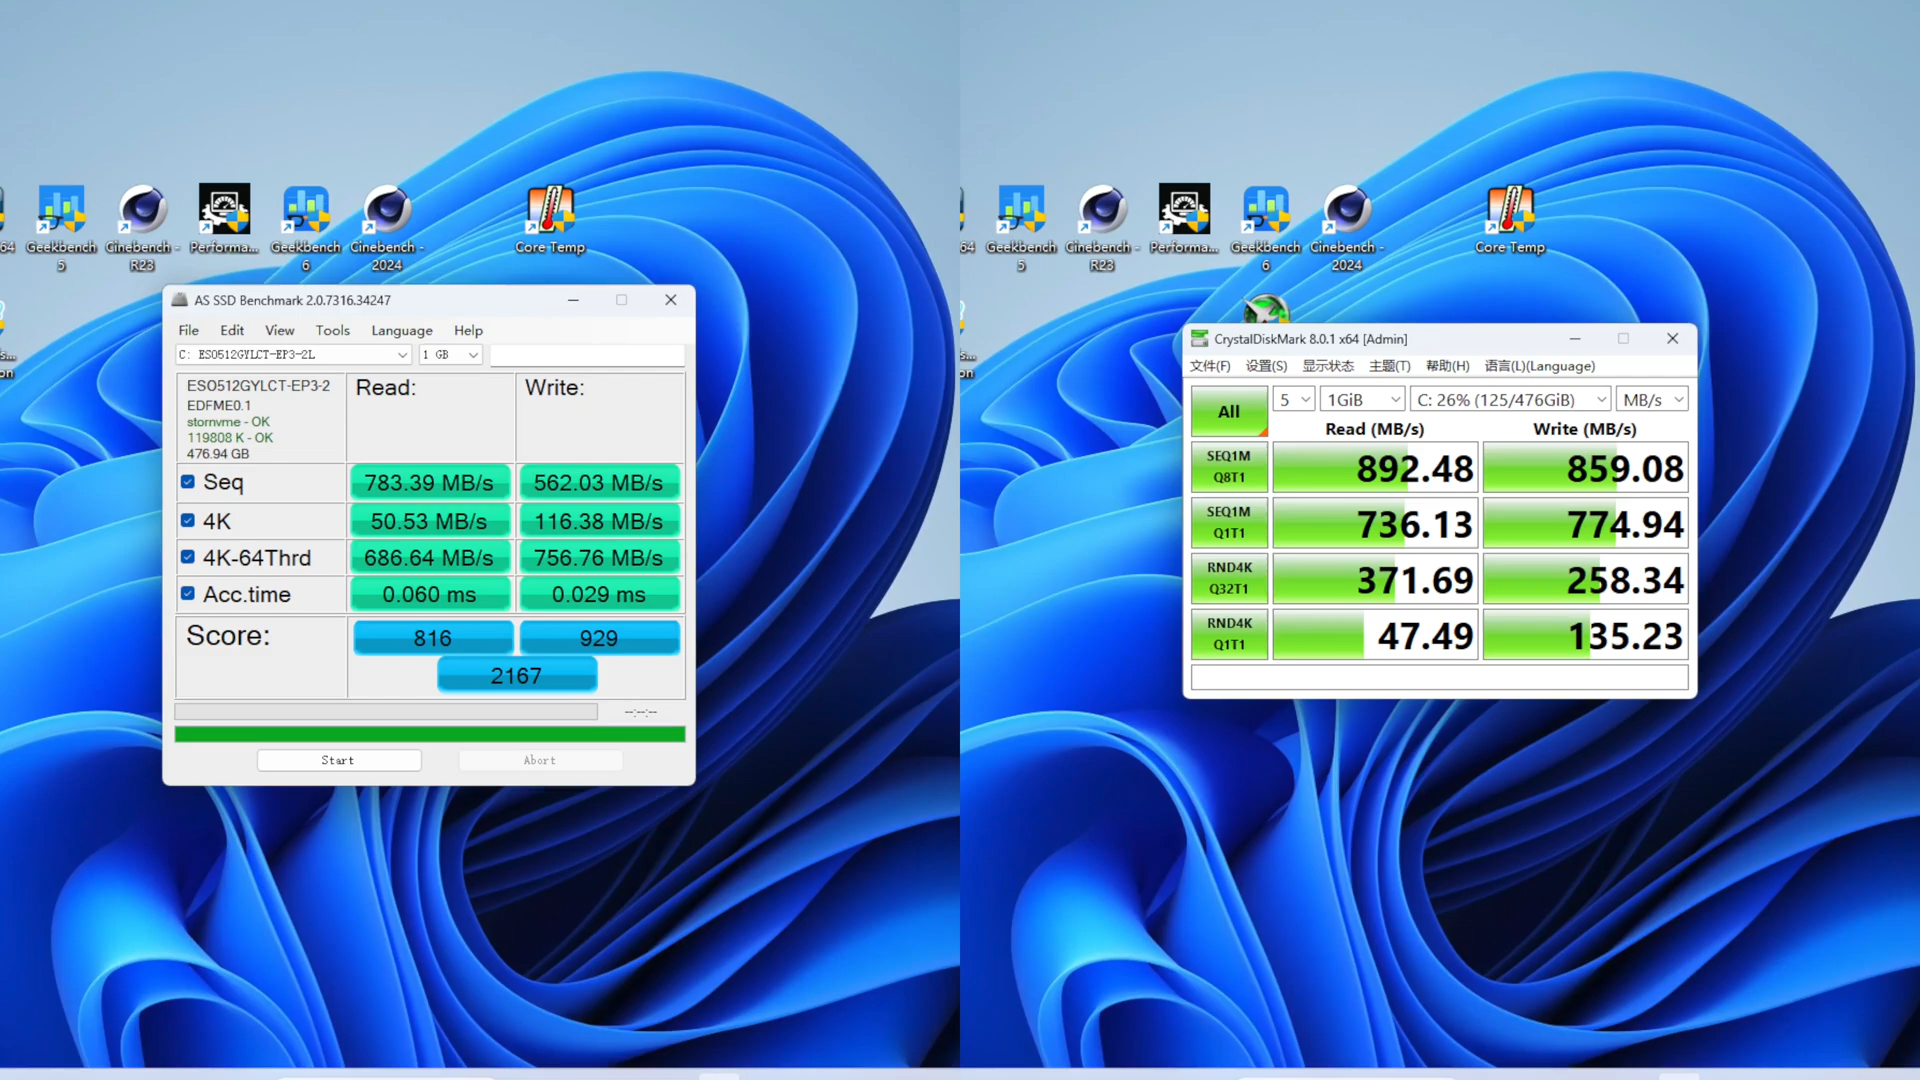 64
Geekbench 5
Cinebench - R23
Performa...
Geekbench 6
Cinebench - 2024
Core Temp
s...
on
AS SSD Benchmark 2.0.7316.34247
File Edit View Tools Language Help
C: ESO512GYLCT-EP3-2L 1 GB
ESO512GYLCT-EP3-2
EDFME0.1
stornvme - OK
119808 K - OK
476.94 GB
Read: Write:
Seq 783.39 MB/s 562.03 MB/s
4K 50.53 MB/s 116.38 MB/s
4K-64Thrd 686.64 MB/s 756.76 MB/s
Acc.time 0.060 ms 0.029 ms
Score: 816 929
2167
--:--:--
Start Abort
64
Geekbench 5
Cinebench - R23
Performa...
Geekbench 6
Cinebench - 2024
Core Temp
s...
on
CrystalDiskMark 8.0.1 x64 [Admin]
文件(F) 设置(S) 显示状态 主题(T) 帮助(H) 语言(L)(Language)
All 5 1GiB C: 26% (125/476GiB) MB/s
Read (MB/s) Write (MB/s)
SEQ1M Q8T1 892.48 859.08
SEQ1M Q1T1 736.13 774.94
RND4K Q32T1 371.69 258.34
RND4K Q1T1 47.49 135.23